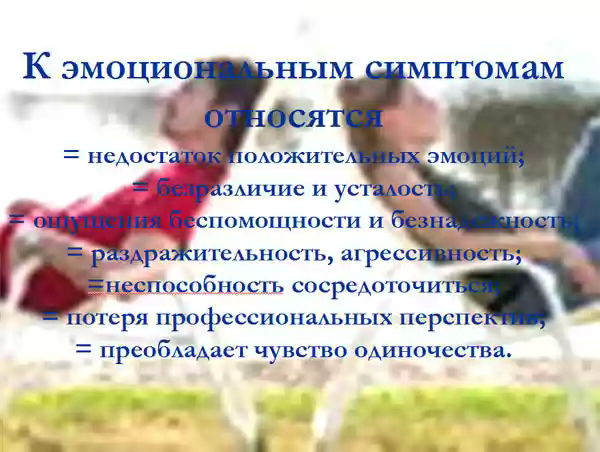 К эмоциональным симптомам
относятся
= недостаток положительных эмоций;
= безразличие и усталость;
= ощущения беспомощности и безнадежность;
= раздражительность, агрессивность;
=неспособность сосредоточиться;
= потеря профессиональных перспектив;
= преобладает чувство одиночества.